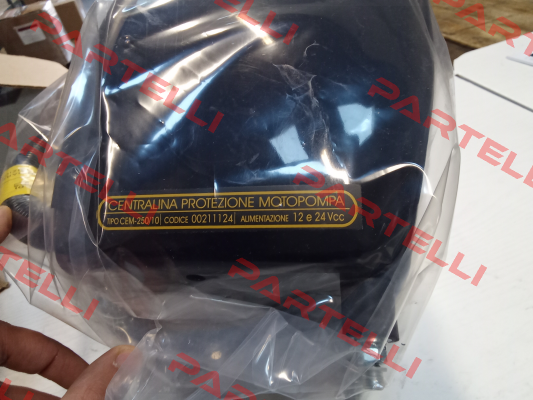 PARTELLI
PARTELLI
PARTELLI
PARTELLI
CENTRALINA PROTEZIONE MOTOPOMPA
TIPO CEM-250/10 CODICE 00211124 ALIMENTAZIONE 12 e 24 Vcc
PARTELLI
PARTELLI
PARTELLI